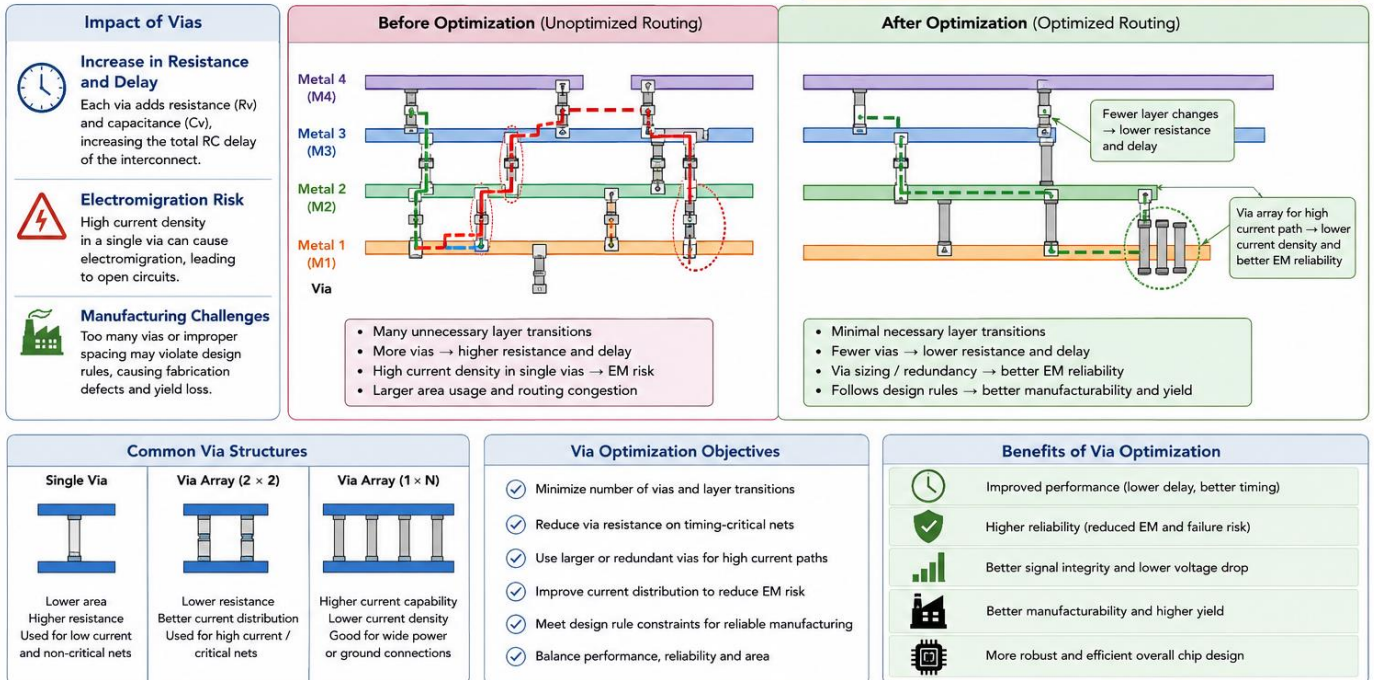 Impact of Vias
Increase in Resistance
and Delay
Each via adds resistance (Rv)
and capacitance (Cv),
increasing the total RC delay
of the interconnect.
Electromigration Risk
High current density
in a single via can cause
electromigration, leading
to open circuits.
Manufacturing Challenges
Too many vias or improper
spacing may violate design
rules, causing fabrication
defects and yield loss.
Before Optimization (Unoptimized Routing)
Metal 4
(M4)
Metal 3
(M3)
Metal 2
(M2)
Metal 1
(M1)
Via
• Many unnecessary layer transitions
• More vias → higher resistance and delay
• High current density in single vias → EM risk
• Larger area usage and routing congestion
After Optimization (Optimized Routing)
Fewer layer changes
→ lower resistance
and delay
Via array for high
current path → lower
current density and
better EM reliability
• Minimal necessary layer transitions
• Fewer vias → lower resistance and delay
• Via sizing / redundancy → better EM reliability
• Follows design rules → better manufacturability and yield
Common Via Structures
Single Via
Lower area
Higher resistance
Used for low current
and non-critical nets
Via Array (2 × 2)
Lower resistance
Better current distribution
Used for high current /
critical nets
Via Array (1 × N)
Higher current capability
Lower current density
Good for wide power
or ground connections
Via Optimization Objectives
Minimize number of vias and layer transitions
Reduce via resistance on timing-critical nets
Use larger or redundant vias for high current paths
Improve current distribution to reduce EM risk
Meet design rule constraints for reliable manufacturing
Balance performance, reliability and area
Benefits of Via Optimization
Improved performance (lower delay, better timing)
Higher reliability (reduced EM and failure risk)
Better signal integrity and lower voltage drop
Better manufacturability and higher yield
More robust and efficient overall chip design